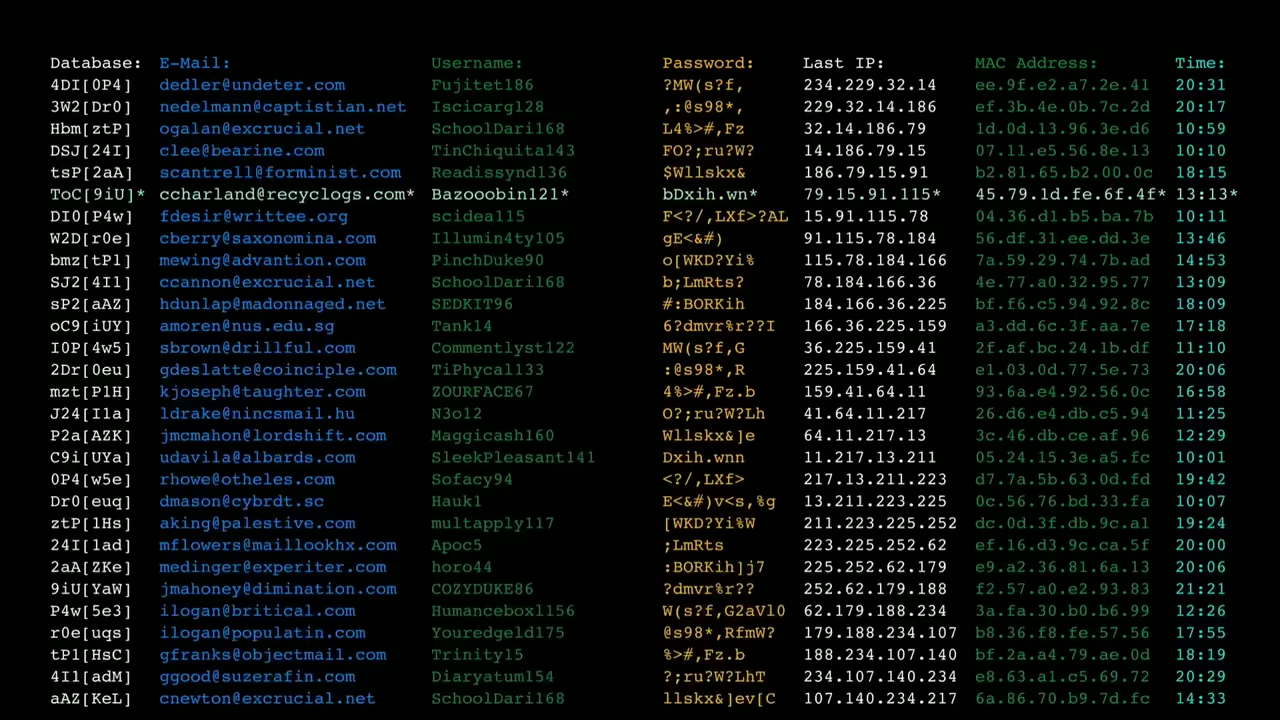 Database: E-Mail: Username: Password: Last IP: MAC Address: Time:
4DI[0P4] dedler@undeter.com Fujitet186 ?MW(s?f, 234.229.32.14 ee.9f.e2.a7.2e.41 20:31
3W2[Dr0] nedelmann@captistian.net Iscicarg128 ,:@s98*, 229.32.14.186 ef.3b.4e.0b.7c.2d 20:17
Hbm[ztP] ogalan@excrucial.net SchoolDari168 L4%>#,Fz 32.14.186.79 1d.0d.13.96.3e.d6 10:59
DSJ[24I] clee@bearine.com TinChiquita143 FO?;ru?W? 14.186.79.15 07.11.e5.56.8e.13 10:10
tsP[2aA] scantrell@forminist.com Readissynd136 $Wllskx& 186.79.15.91 b2.81.65.b2.00.0c 18:15
ToC[9iU]* ccharland@recyclogs.com* Bazooobin121* bDxih.wn* 79.15.91.115* 45.79.1d.fe.6f.4f* 13:13*
DI0[P4w] fdesir@writtee.org scidea115 F<?/,LXf>?AL 15.91.115.78 04.36.d1.b5.ba.7b 10:11
W2D[r0e] cberry@saxonomina.com Illumin4ty105 gE<&#) 91.115.78.184 56.df.31.ee.dd.3e 13:46
bmz[tP1] mewing@advantion.com PinchDuke90 o[WKD?Yi% 115.78.184.166 7a.59.29.74.7b.ad 14:53
SJ2[4I1] ccannon@excrucial.net SchoolDari168 b;LmRts? 78.184.166.36 4e.77.a0.32.95.77 13:09
sP2[aAZ] hdunlap@madonnaged.net SEDKIT96 #:BORKih 184.166.36.225 bf.f6.c5.94.92.8c 18:09
oC9[iUY] amoren@nus.edu.sg Tank14 6?dmvr%r??I 166.36.225.159 a3.dd.6c.3f.aa.7e 17:18
I0P[4w5] sbrown@drillful.com Commentlyst122 MW(s?f,G 36.225.159.41 2f.af.bc.24.1b.df 11:10
2Dr[0eu] gdeslatte@coinciple.com TiPhycal133 :@s98*,R 225.159.41.64 e1.03.0d.77.5e.73 20:06
mzt[P1H] kjoseph@taughter.com ZOURFACE67 4%>#,Fz.b 159.41.64.11 93.6a.e4.92.56.0c 16:58
J24[I1a] ldrake@nincsmail.hu N3o12 O?;ru?W?Lh 41.64.11.217 26.d6.e4.db.c5.94 11:25
P2a[AZK] jmcmahon@lordshift.com Maggicash160 Wllskx&]e 64.11.217.13 3c.46.db.ce.af.96 12:29
C9i[UYa] udavila@albards.com SleekPleasant141 Dxih.wnn 11.217.13.211 05.24.15.3e.a5.fc 10:01
0P4[w5e] rhowe@otheles.com Sofacy94 <?/,LXf> 217.13.211.223 d7.7a.5b.63.0d.fd 19:42
Dr0[euq] dmason@cybrdt.sc Hauk1 E<&#)v<s,%g 13.211.223.225 0c.56.76.bd.33.fa 10:07
ztP[1Hs] aking@palestive.com multapply117 [WKD?Yi%W 211.223.225.252 dc.0d.3f.db.9c.a1 19:24
24I[1ad] mflowers@maillookhx.com Apoc5 ;LmRts 223.225.252.62 ef.16.d3.9c.ca.5f 20:00
2aA[ZKe] medinger@experiter.com horo44 :BORKih]j7 225.252.62.179 e9.a2.36.81.6a.13 20:06
9iU[YaW] jmahoney@dimination.com COZYDUKE86 ?dmvr%r?? 252.62.179.188 f2.57.a0.e2.93.83 21:21
P4w[5e3] ilogan@britical.com Humanceboxl156 W(s?f,G2aVl0 62.179.188.234 3a.fa.30.b0.b6.99 12:26
r0e[uqs] ilogan@populatin.com Youredgeld175 @s98*,RfmW? 179.188.234.107 b8.36.f8.fe.57.56 17:55
tP1[HsC] gfranks@objectmail.com Trinity15 %>#,Fz.b 188.234.107.140 bf.2a.a4.79.ae.0d 18:19
4I1[adM] ggood@suzerafin.com Diaryatuml54 ?;ru?W?LhT 234.107.140.234 e8.63.a1.c5.69.72 20:29
aAZ[KeL] cnewton@excrucial.net SchoolDari168 llskx&]ev[C 107.140.234.217 6a.86.70.b9.7d.fc 14:33